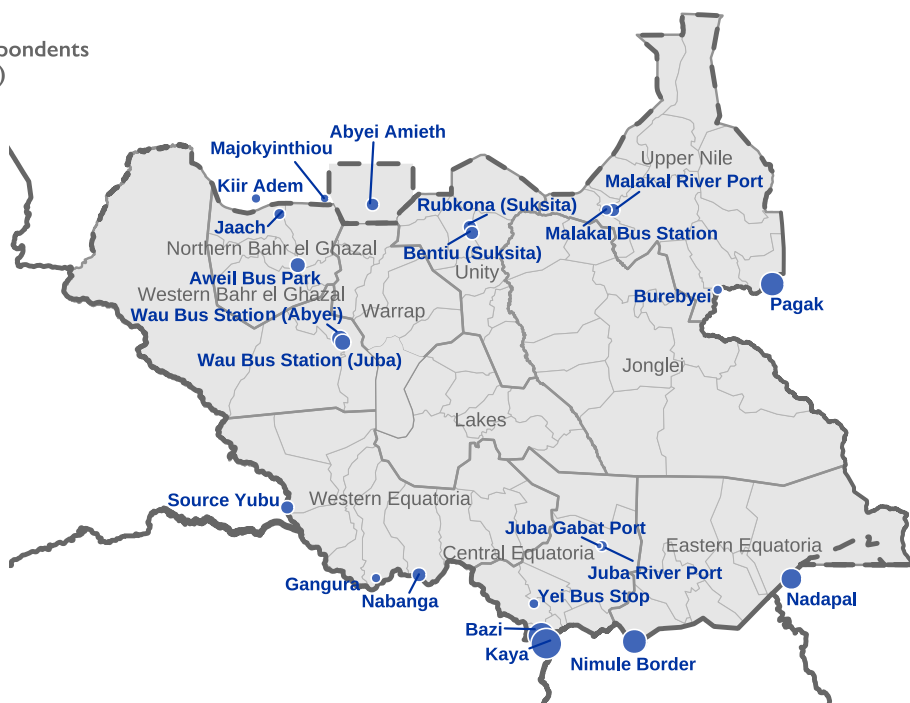 pondents
)
Abyei Amieth
Majokyinthiou
Upper Nile
Kiir Adem
Malakal River Port
Rubkona (Suksita)
Jaach
Malakal Bus Station
Northern Bahr el Ghazal
Bentiu (Suksita)
Unity
Aweil Bus Park
Western Bahr el Ghazal
Burebyei
Pagak
Warrap
Wau Bus Station (Abyei)
Wau Bus Station (Juba)
Jonglei
Lakes
Source Yubu
Western Equatoria
Juba Gabat Port
Central Equatoria
Eastern Equatoria
Juba River Port
Gangura
Nabanga
Yei Bus Stop
Nadapal
Bazi
Kaya
Nimule Border